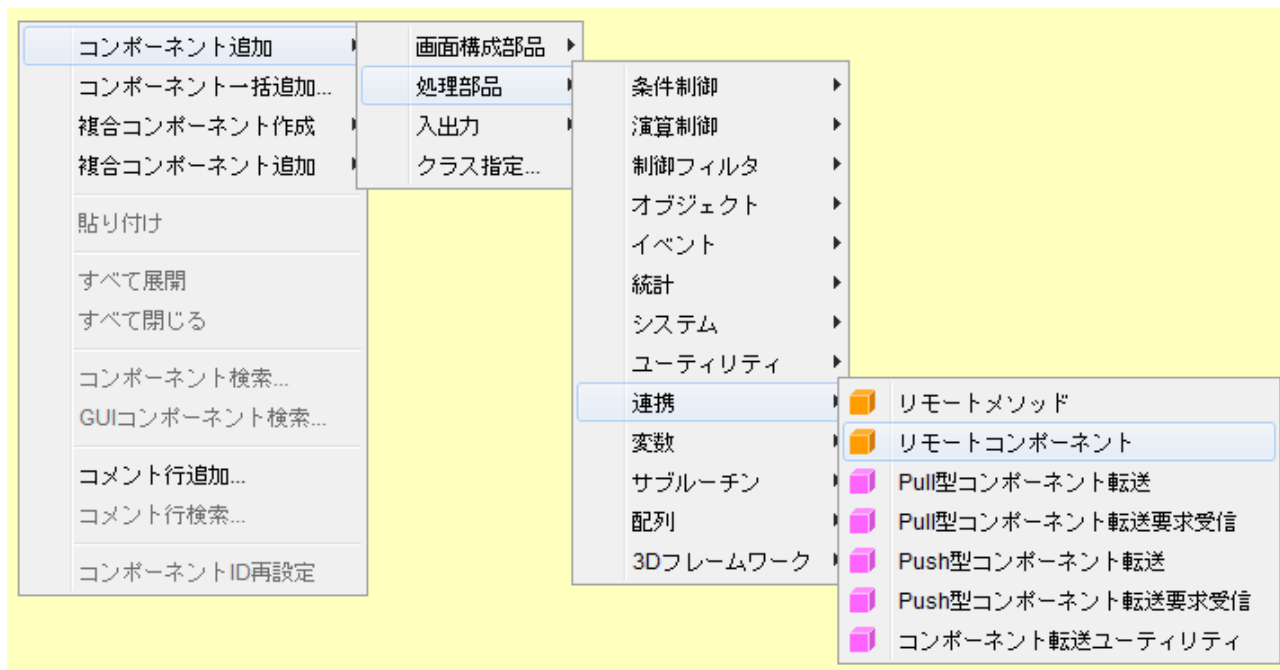 コンポーネント追加
コンポーネント一括追加...
複合コンポーネント作成
複合コンポーネント追加
貼り付け
すべて展開
すべて閉じる
コンポーネント検索...
GUIコンポーネント検索...
コメント行追加...
コメント行検索...
コンポーネントID再設定
画面構成部品
処理部品
入出力
クラス指定...
条件制御
演算制御
制御フィルタ
オブジェクト
イベント
統計
システム
ユーティリティ
連携
変数
サブルーチン
配列
3Dフレームワーク
リモートメソッド
リモートコンポーネント
Pull型コンポーネント転送
Pull型コンポーネント転送要求受信
Push型コンポーネント転送
Push型コンポーネント転送要求受信
コンポーネント転送ユーティリティ